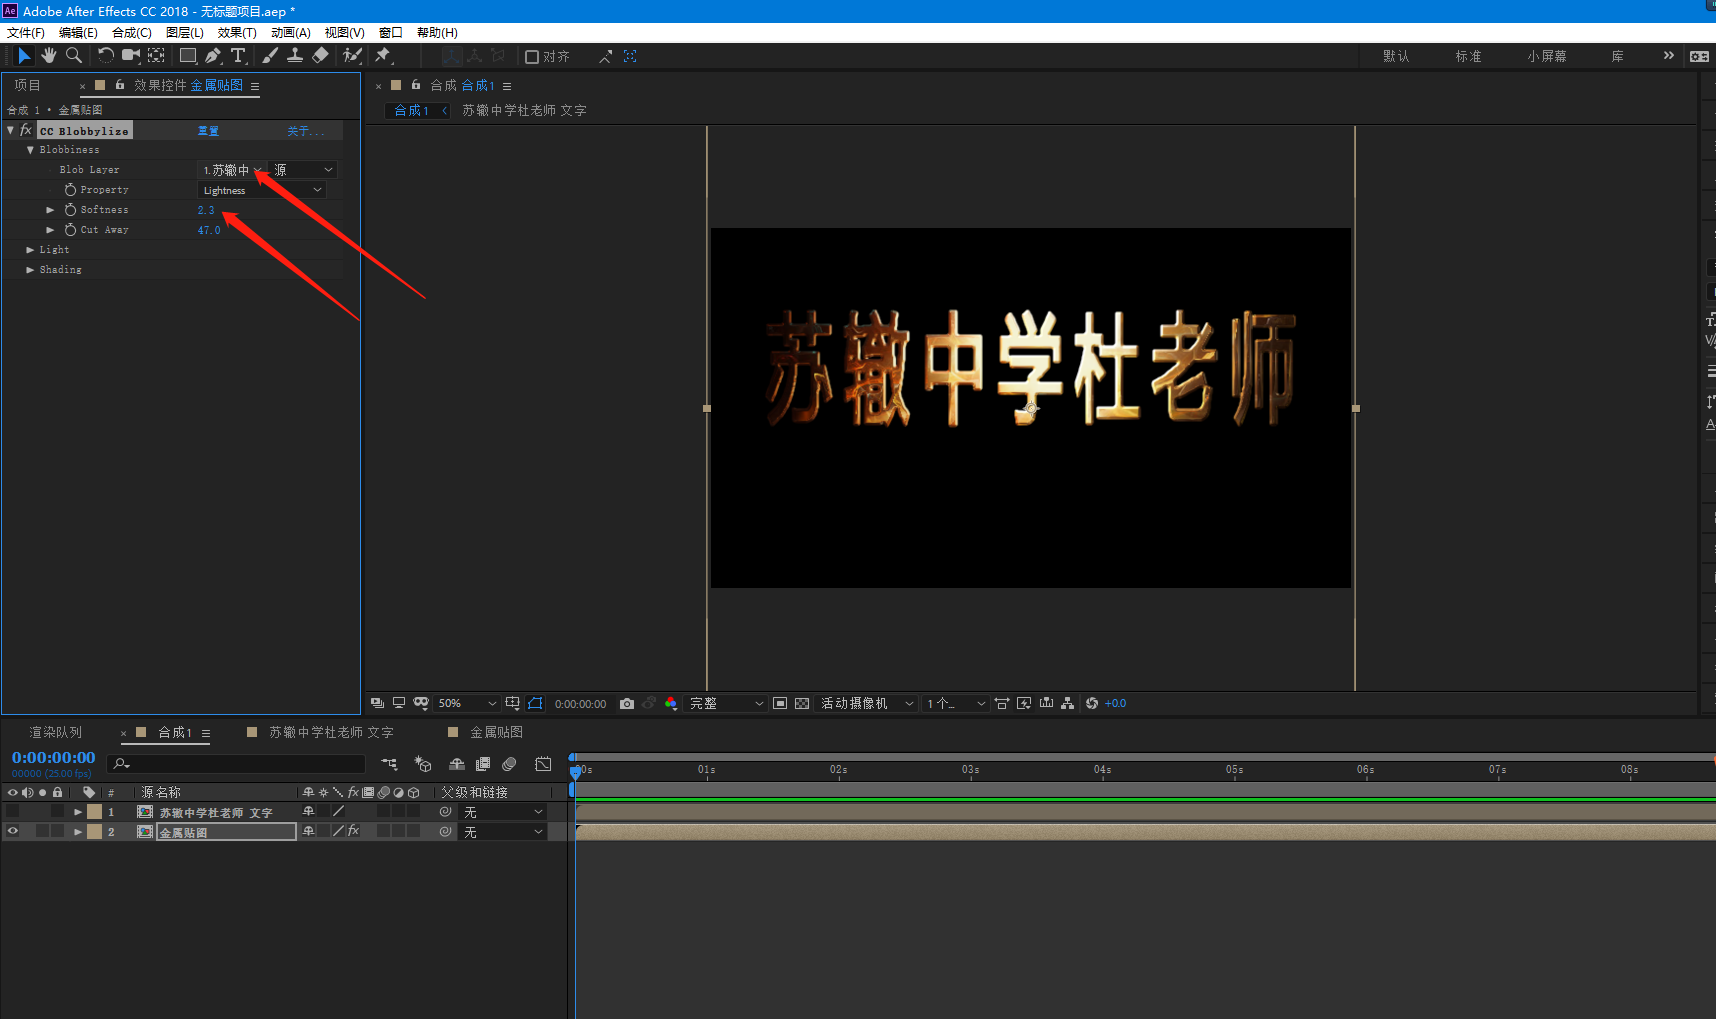 Ae Adobe After Effects CC 2018 - 无标题项目.aep *
文件(F) 编辑(E) 合成(C) 图层(L) 效果(T) 动画(A) 视图(V) 窗口 帮助(H)
T 对齐 默认 标准 小屏幕 库 »
项目 × 效果控件 金属贴图
合成 1 • 金属贴图
fx CC Blobbylize 重置 关于...
Blobbiness
Blob Layer 1.苏辙中 源
Property Lightness
Softness 2.3
Cut Away 47.0
Light
Shading
× 合成 合成1
合成1 苏辙中学杜老师 文字
苏辙中学杜老师
50% 0:00:00:00 完整 活动摄像机 1个... +0.0
渲染队列 × 合成1 苏辙中学杜老师 文字 金属贴图
0:00:00:00
00000 (25.00 fps)
00s 01s 02s 03s 04s 05s 06s 07s 08s
# 源名称 fx 父级和链接
1 苏辙中学杜老师 文字 无
2 金属贴图 fx 无